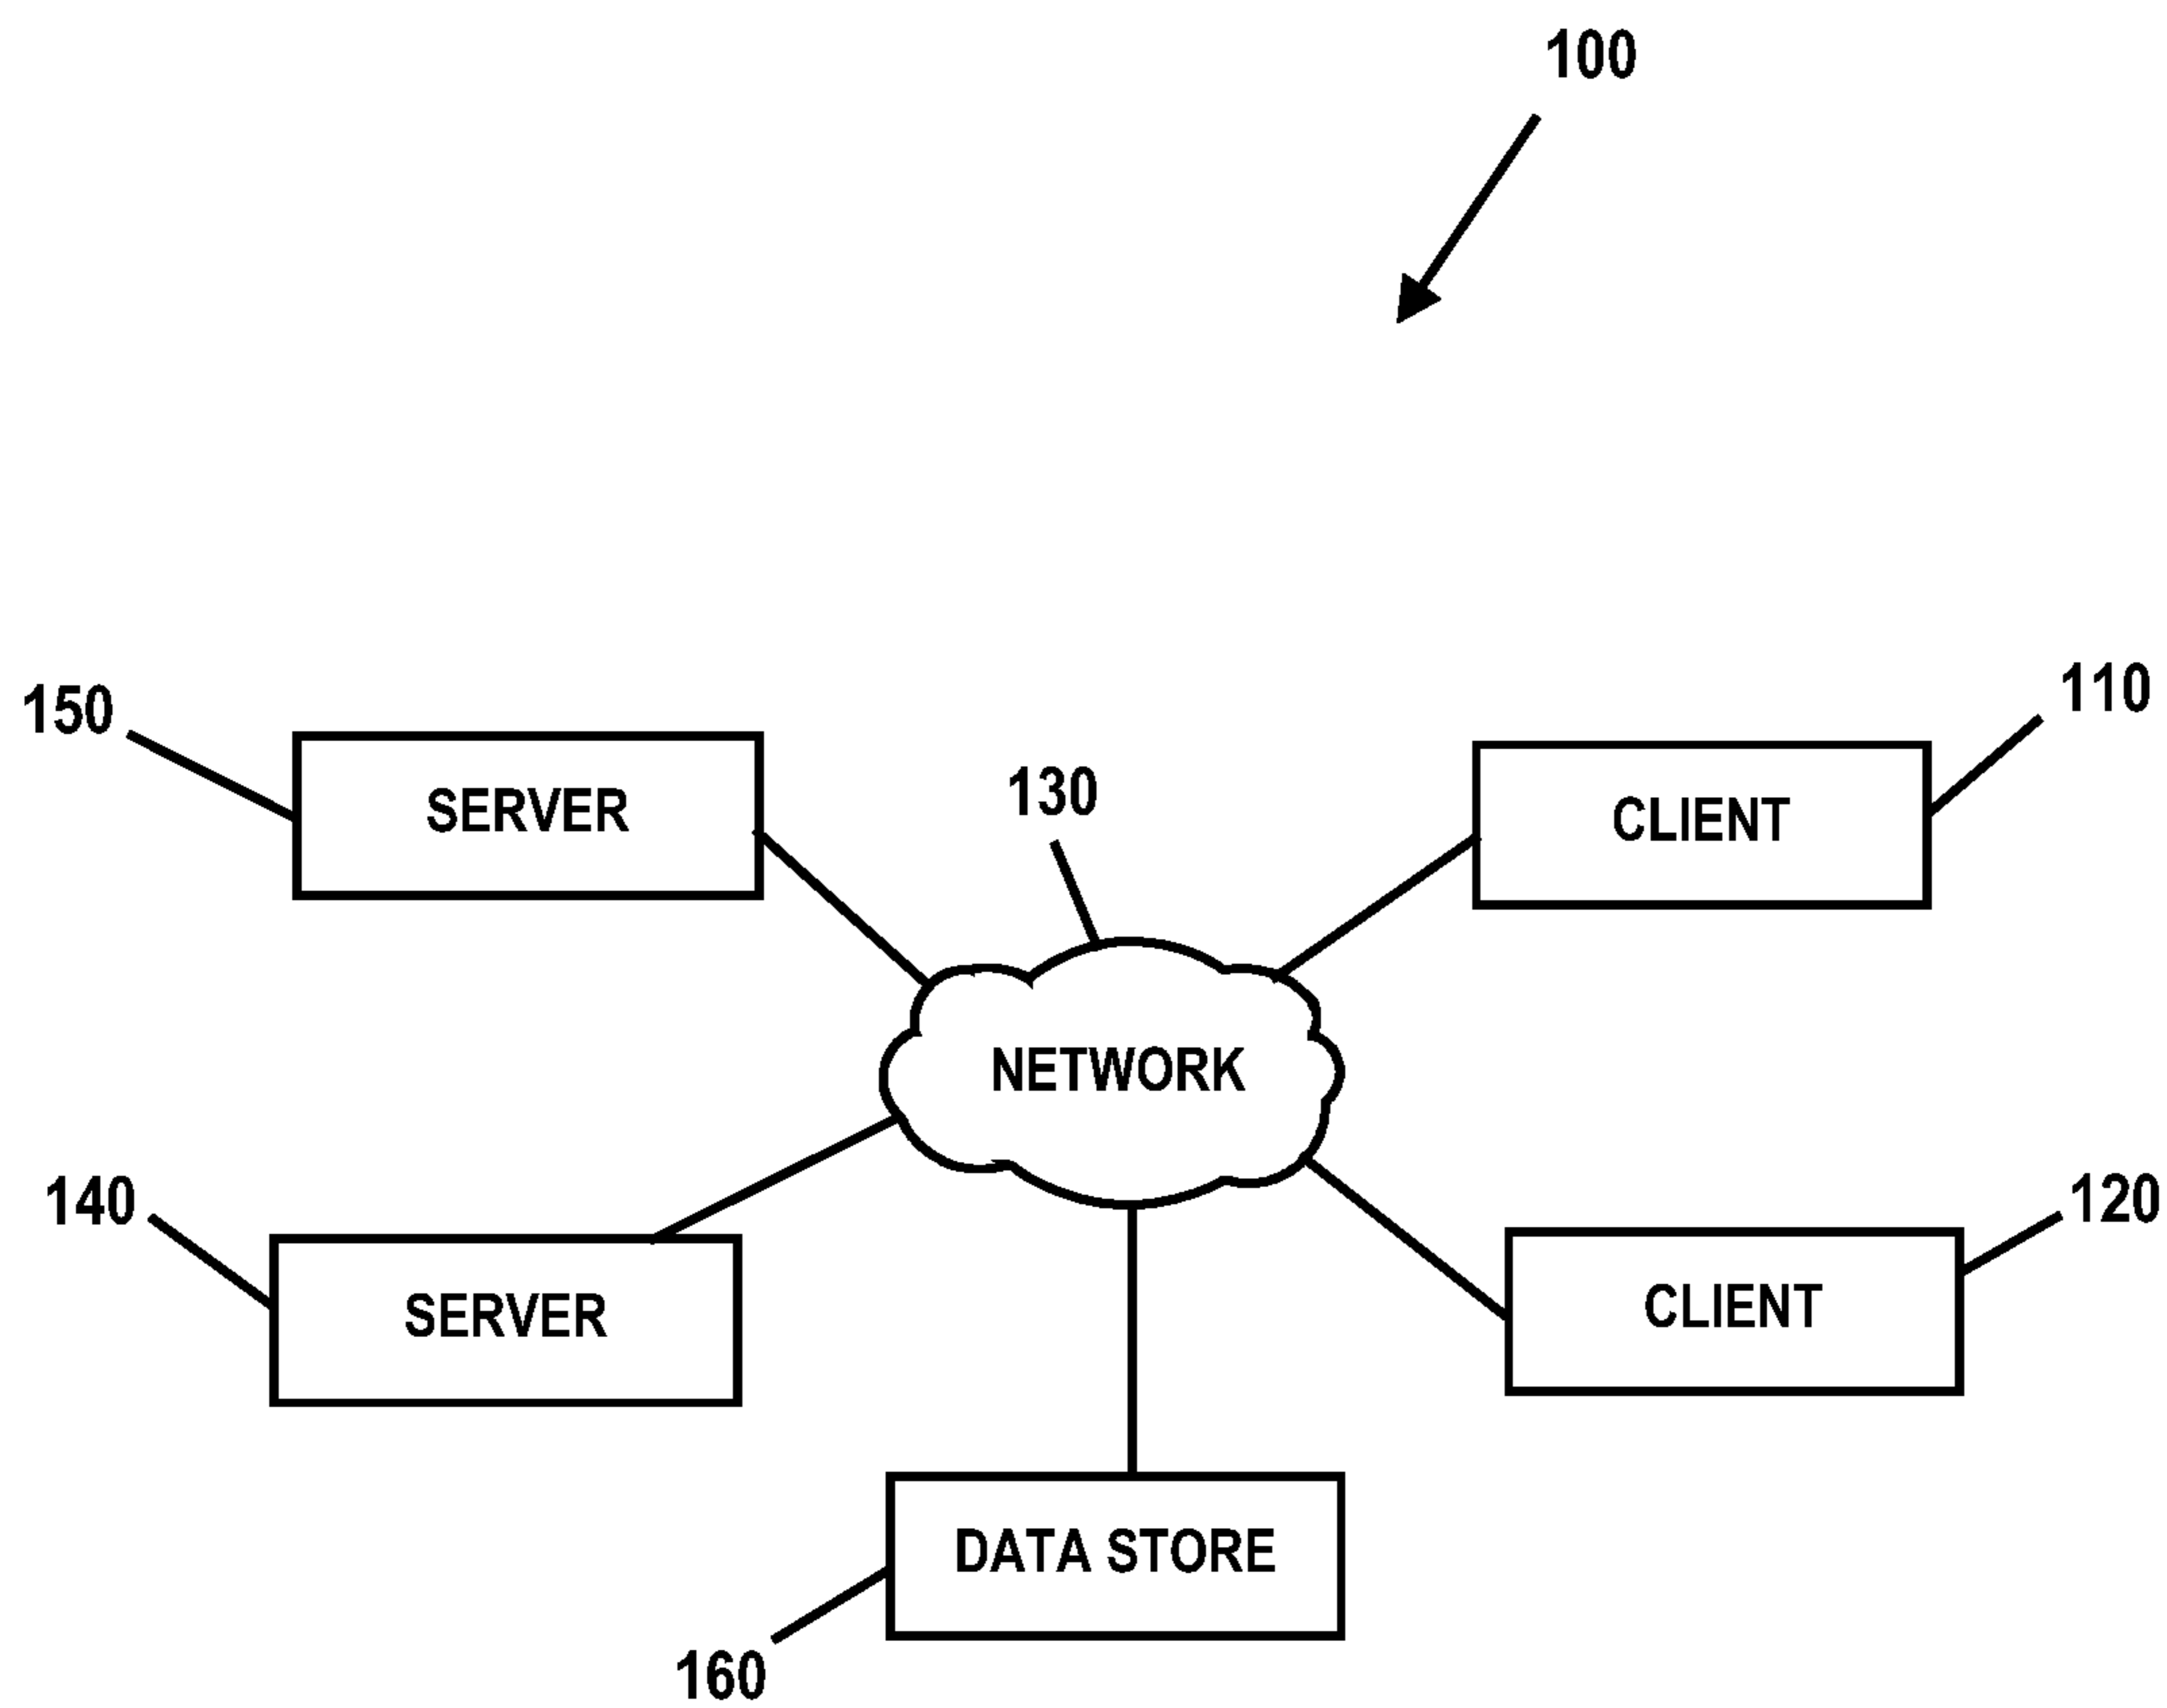 100
150
110
SERVER
130
CLIENT
NETWORK
140
120
SERVER
CLIENT
DATA STORE
160